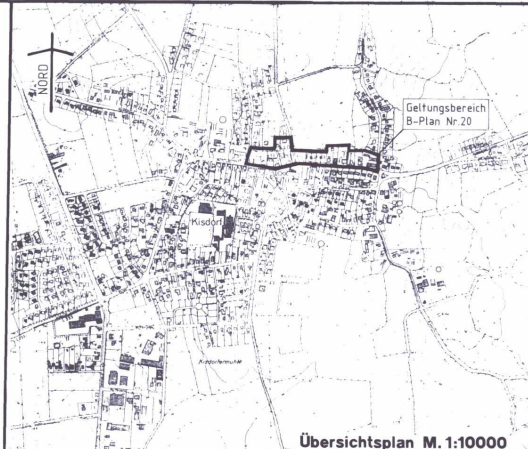 NORD
Geltungsbereich
B-Plan Nr.20
Kisdorf
Übersichtsplan M. 1:10000